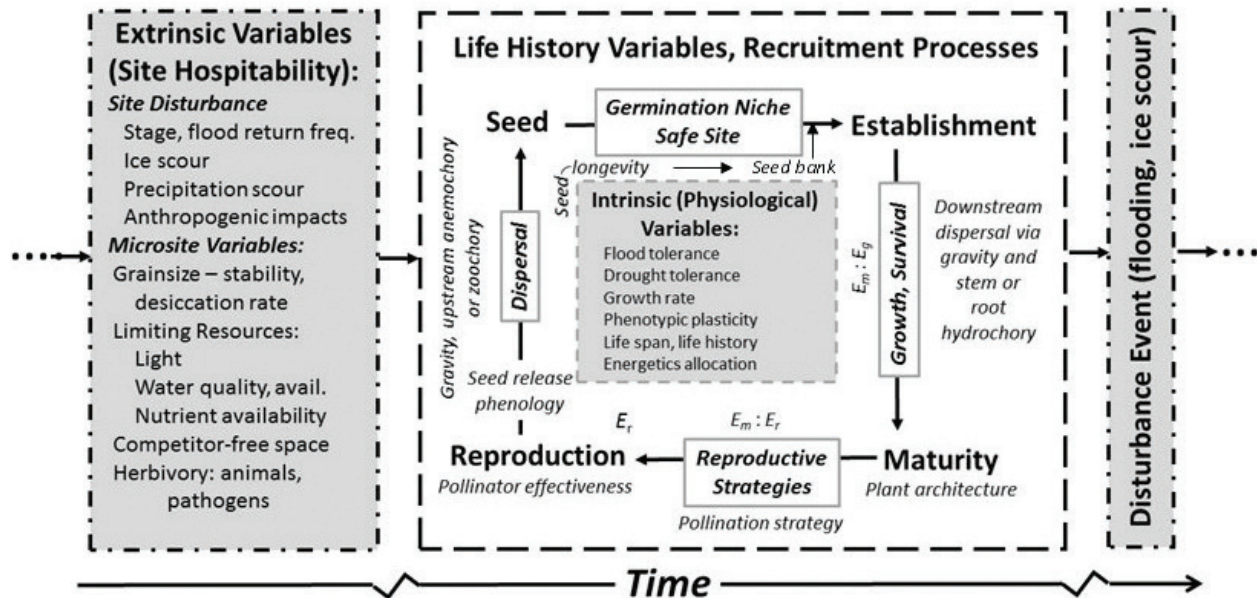 Extrinsic Variables
(Site Hospitability):
Site Disturbance
Stage, flood return freq.
Ice scour
Precipitation scour
Anthropogenic impacts
Microsite Variables:
Grainsize – stability,
desiccation rate
Limiting Resources:
Light
Water quality, avail.
Nutrient availability
Competitor-free space
Herbivory: animals,
pathogens
Life History Variables, Recruitment Processes
Seed
Germination Niche
Safe Site
Establishment
Seed longevity
Seed bank
Intrinsic (Physiological)
Variables:
Flood tolerance
Drought tolerance
Growth rate
Phenotypic plasticity
Life span, life history
Energetics allocation
Gravity, upstream anemochory
or zoochory
Dispersal
Seed release
phenology
Em : Eg
Growth, Survival
Downstream
dispersal via
gravity and
stem or
root
hydrochory
Er
Em : Er
Reproduction
Pollinator effectiveness
Reproductive
Strategies
Pollination strategy
Maturity
Plant architecture
Disturbance Event (flooding, ice scour)
Time